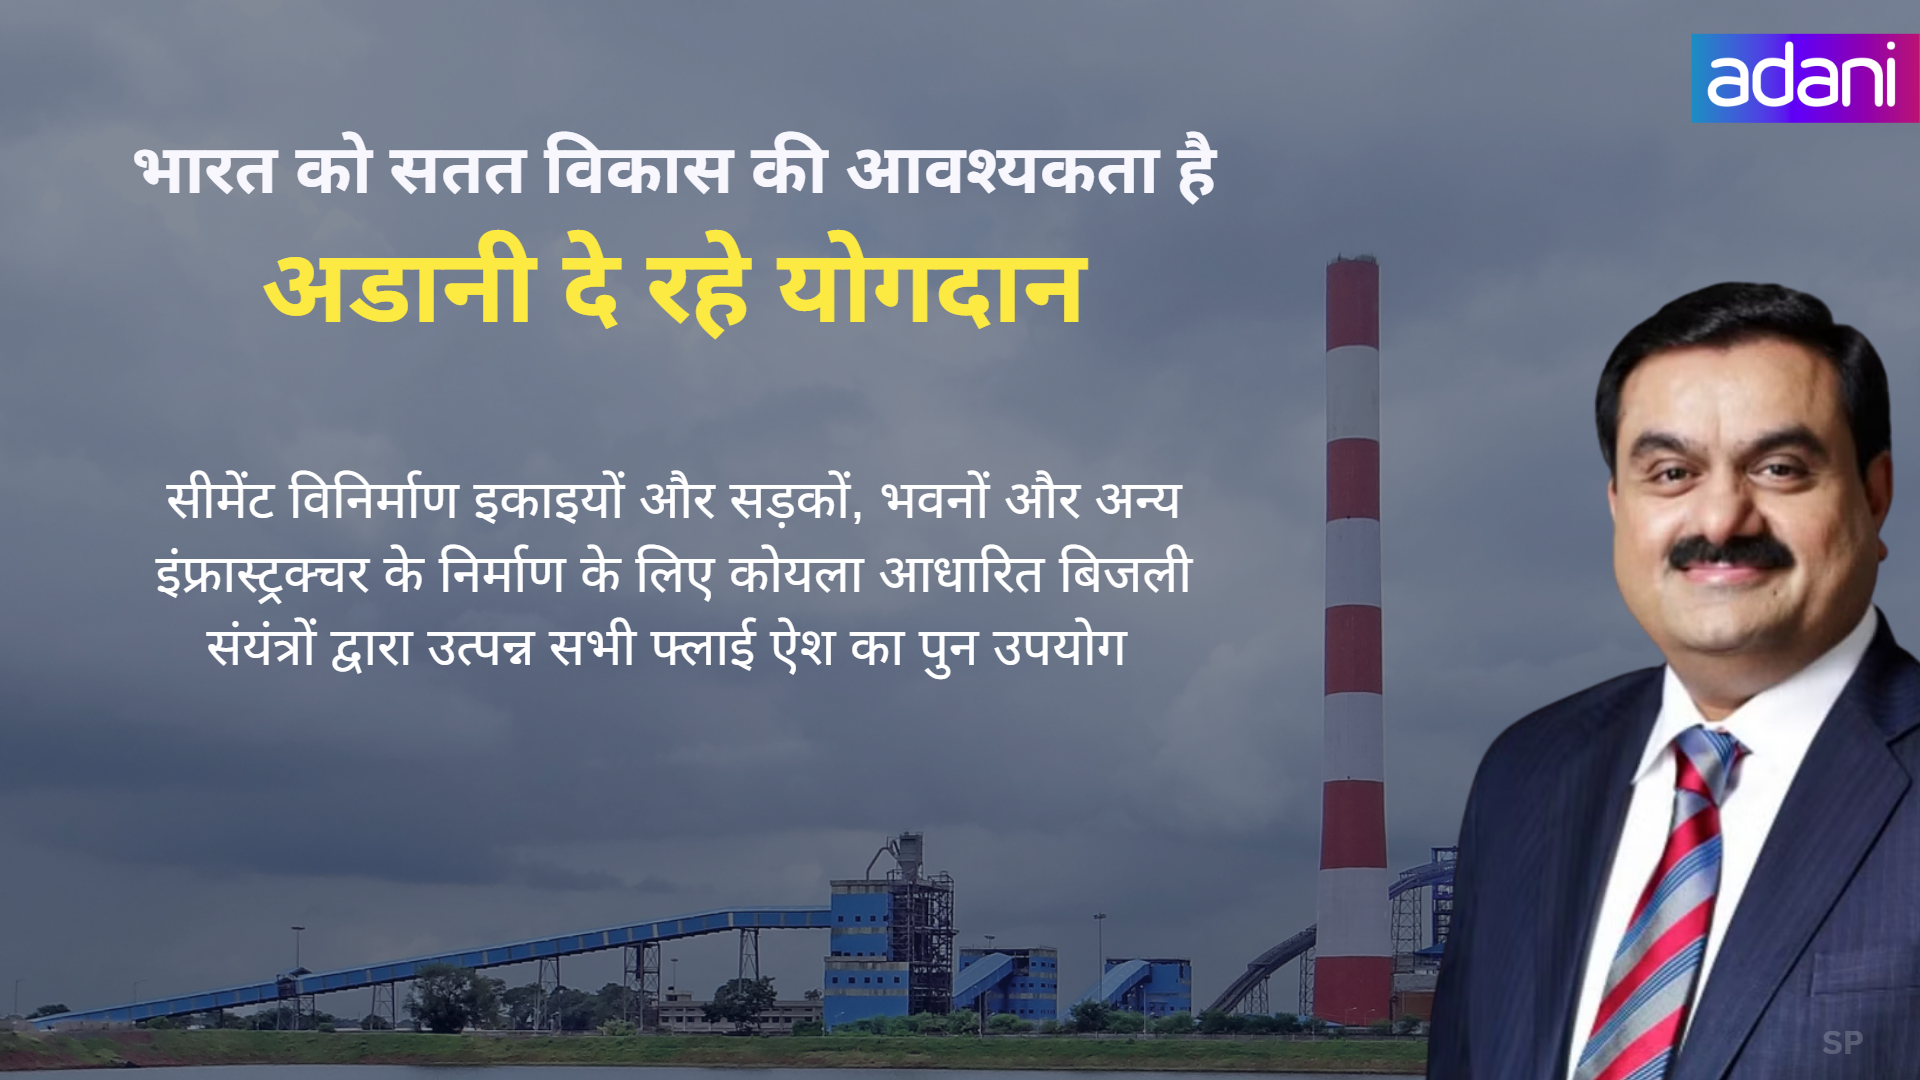 adani
भारत को सतत विकास की आवश्यकता है
अडानी दे रहे योगदान
सीमेंट विनिर्माण इकाइयों और सड़कों, भवनों और अन्य
इंफ्रास्ट्रक्चर के निर्माण के लिए कोयला आधारित बिजली
संयंत्रों द्वारा उत्पन्न सभी फ्लाई ऐश का पुन उपयोग
SP